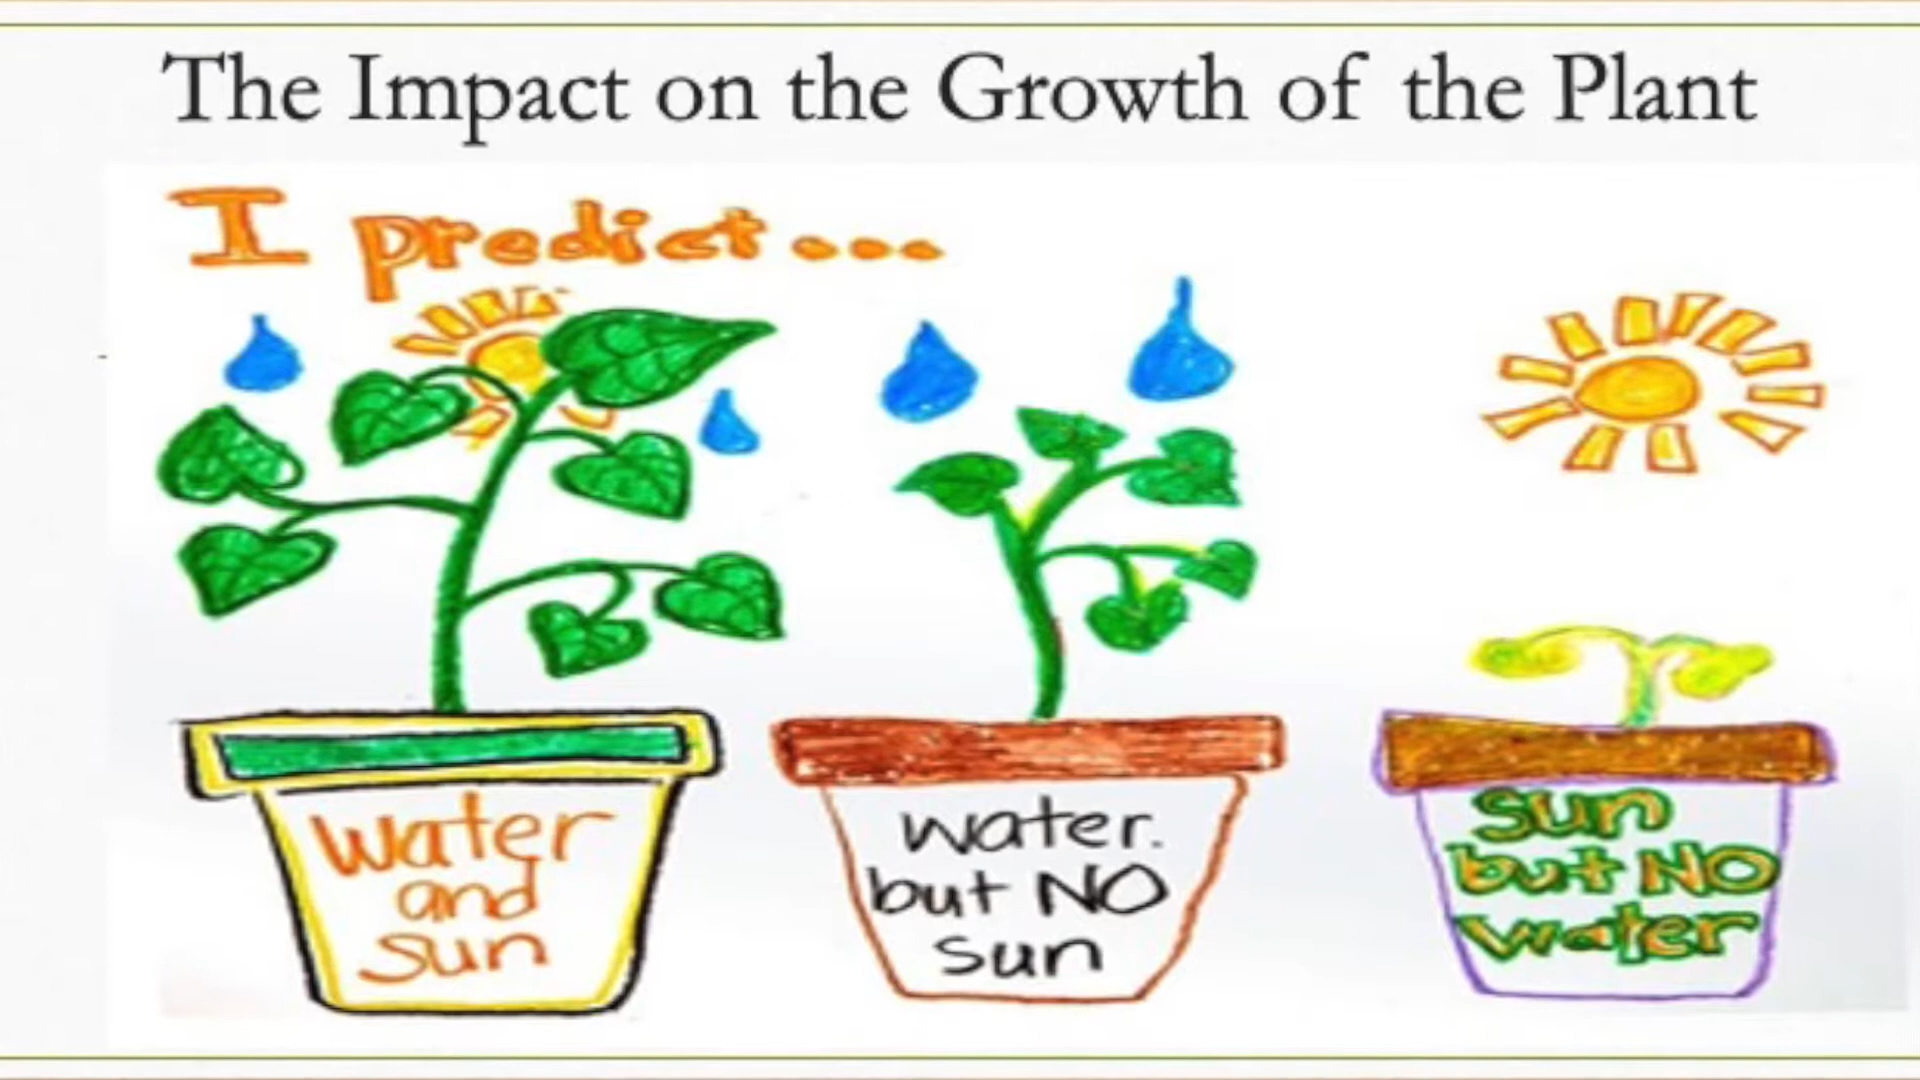 The Impact on the Growth of the Plant
I predict...
Water
and
sun
water.
but NO
sun
Sun
but NO
water